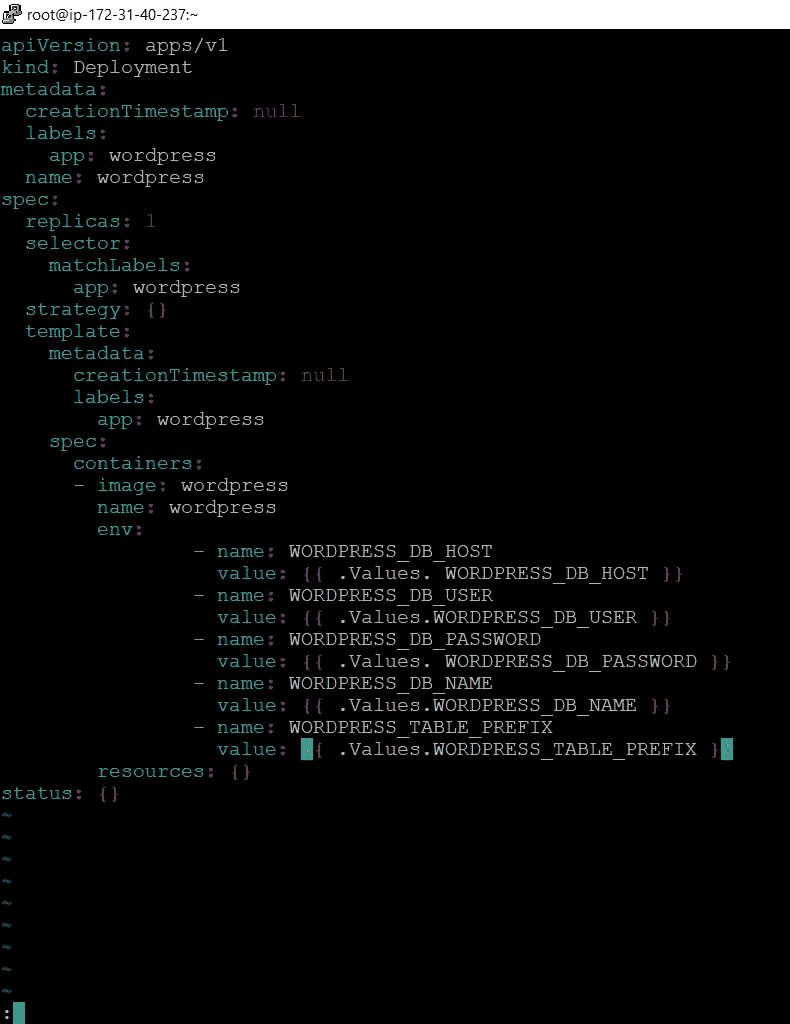 root@ip-172-31-40-237:~
apiVersion: apps/v1
kind: Deployment
metadata:
  creationTimestamp: null
  labels:
    app: wordpress
  name: wordpress
spec:
  replicas: 1
  selector:
    matchLabels:
      app: wordpress
  strategy: {}
  template:
    metadata:
      creationTimestamp: null
      labels:
        app: wordpress
    spec:
      containers:
      - image: wordpress
        name: wordpress
        env:
                - name: WORDPRESS_DB_HOST
                  value: {{ .Values. WORDPRESS_DB_HOST }}
                - name: WORDPRESS_DB_USER
                  value: {{ .Values.WORDPRESS_DB_USER }}
                - name: WORDPRESS_DB_PASSWORD
                  value: {{ .Values. WORDPRESS_DB_PASSWORD }}
                - name: WORDPRESS_DB_NAME
                  value: {{ .Values.WORDPRESS_DB_NAME }}
                - name: WORDPRESS_TABLE_PREFIX
                  value: {{ .Values.WORDPRESS_TABLE_PREFIX }}
        resources: {}
status: {}
~
~
~
~
~
~
~
~
~
: